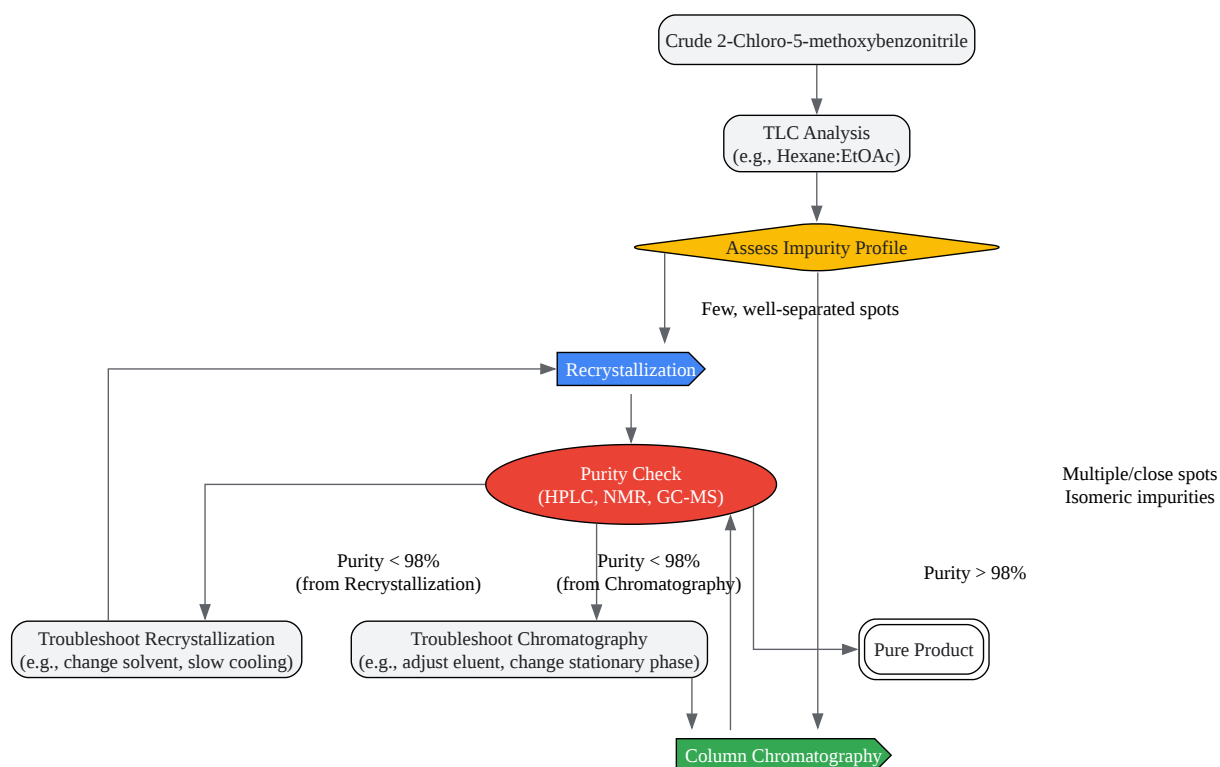 Crude 2-Chloro-5-methoxybenzonitrile
TLC Analysis
(e.g., Hexane:EtOAc)
Assess Impurity Profile
Few, well-separated spots
Recrystallization
Purity Check
(HPLC, NMR, GC-MS)
Multiple/close spots
Isomeric impurities
Purity < 98%
(from Recrystallization)
Purity < 98%
(from Chromatography)
Purity > 98%
Troubleshoot Recrystallization
(e.g., change solvent, slow cooling)
Troubleshoot Chromatography
(e.g., adjust eluent, change stationary phase)
Pure Product
Column Chromatography